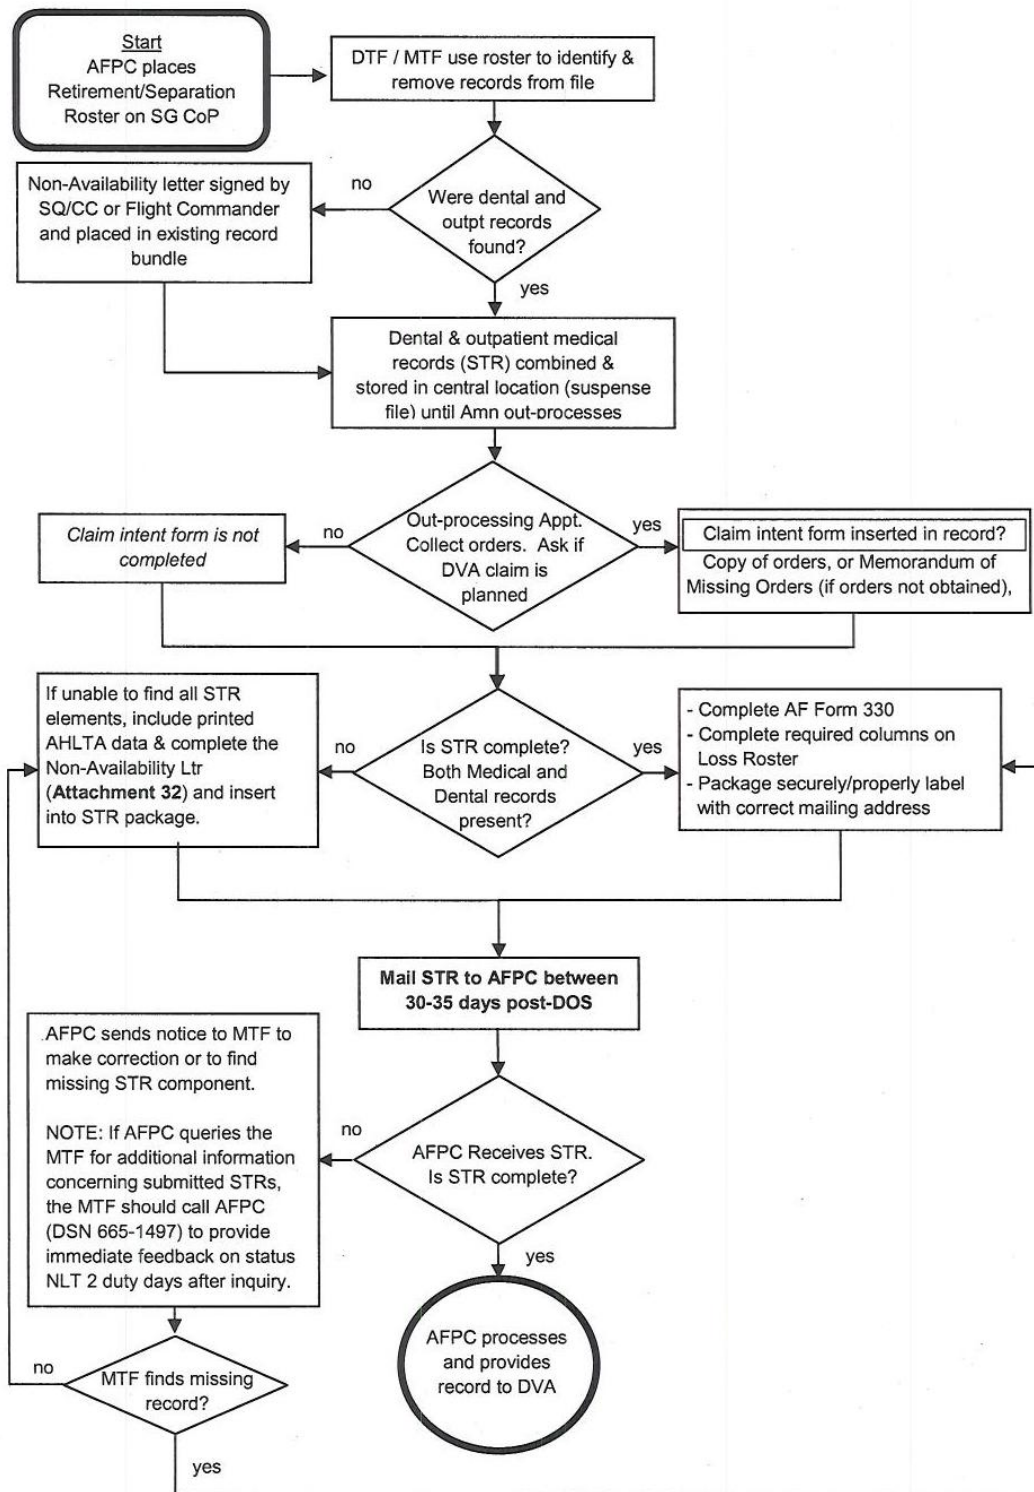 Start
AFPC places
Retirement/Separation
Roster on SG CoP
DTF / MTF use roster to identify &
remove records from file
Non-Availability letter signed by
SQ/CC or Flight Commander
and placed in existing record
bundle
no
Were dental and
outpt records
found?
yes
Dental & outpatient medical
records (STR) combined &
stored in central location (suspense
file) until Amn out-processes
Claim intent form is not
completed
no
Out-processing Appt.
Collect orders. Ask if
DVA claim is
planned
yes
Claim intent form inserted in record?
Copy of orders, or Memorandum of
Missing Orders (if orders not obtained),
If unable to find all STR
elements, include printed
AHLTA data & complete the
Non-Availability Ltr
(Attachment 32) and insert
into STR package.
no
Is STR complete?
Both Medical and
Dental records
present?
yes
- Complete AF Form 330
- Complete required columns on
Loss Roster
- Package securely/properly label
with correct mailing address
Mail STR to AFPC between
30-35 days post-DOS
AFPC sends notice to MTF to
make correction or to find
missing STR component.
NOTE: If AFPC queries the
MTF for additional information
concerning submitted STRs,
the MTF should call AFPC
(DSN 665-1497) to provide
immediate feedback on status
NLT 2 duty days after inquiry.
no
AFPC Receives STR.
Is STR complete?
yes
AFPC processes
and provides
record to DVA
no
MTF finds missing
record?
yes